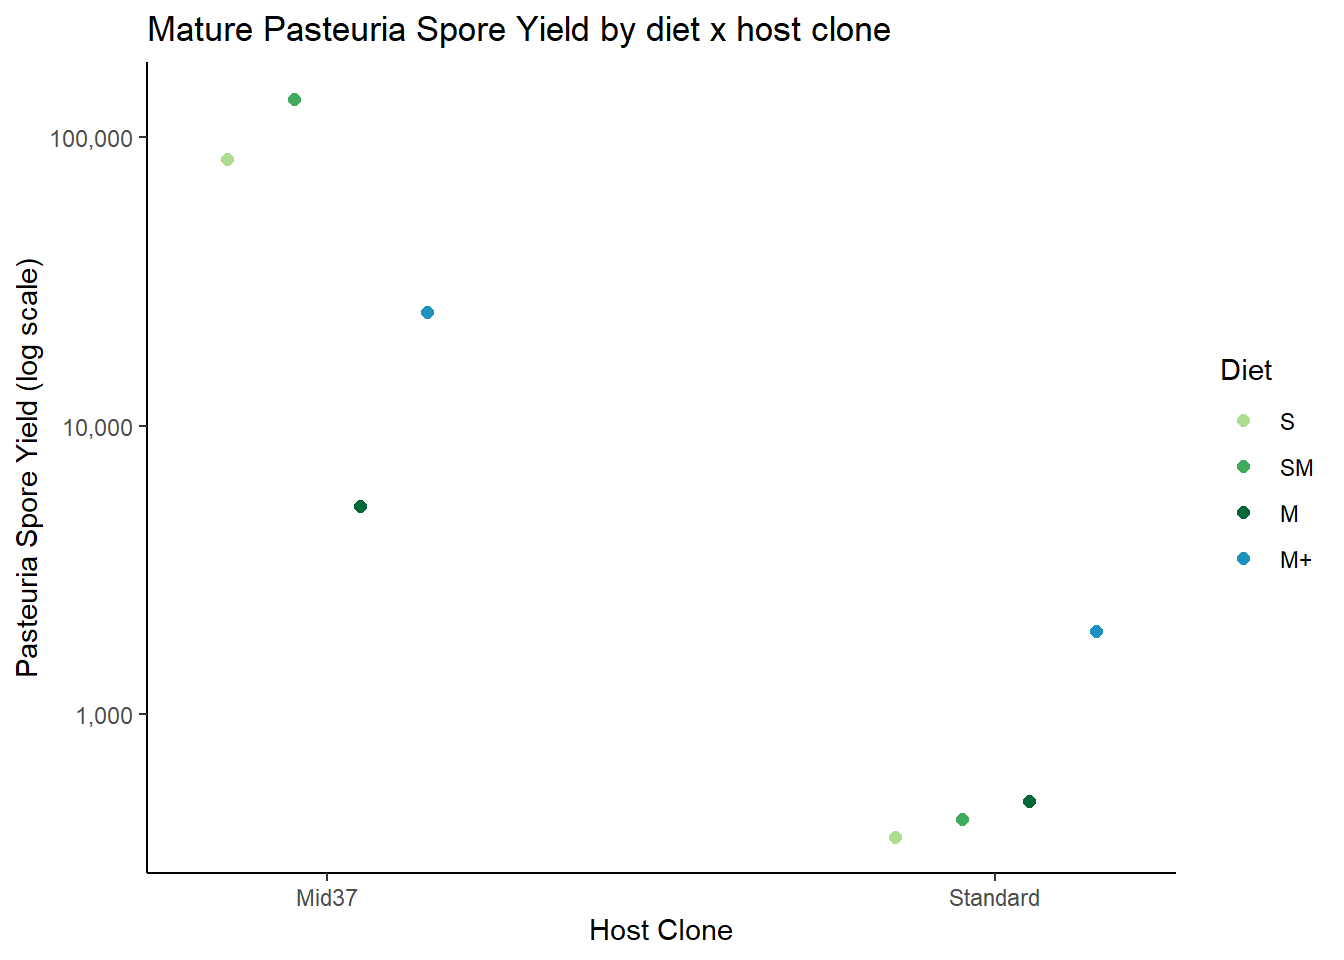 Mature Pasteuria Spore Yield by diet x host clone
Pasteuria Spore Yield (log scale)
100,000
10,000
1,000
Mid37
Standard
Host Clone
Diet
S
SM
M
M+